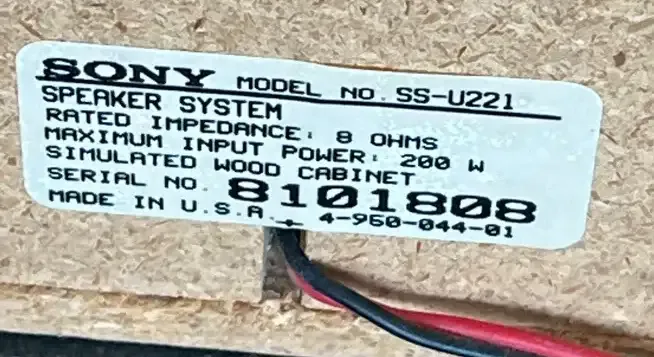 SONY MODEL NO. SS-U221
SPEAKER SYSTEM
RATED IMPEDANCE: 8 OHMS
MAXIMUM INPUT POWER: 200 W
SIMULATED WOOD CABINET
SERIAL NO. 8101808
MADE IN U.S.A. 4-950-044-01